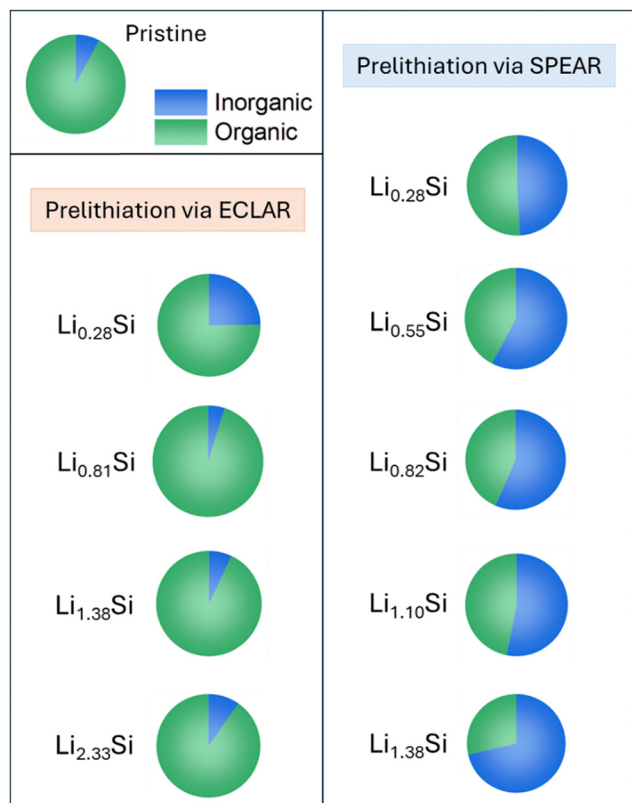 Pristine
Inorganic
Organic
Prelithiation via ECLAR
Li0.28Si
Li0.81Si
Li1.38Si
Li2.33Si
Prelithiation via SPEAR
Li0.28Si
Li0.55Si
Li0.82Si
Li1.10Si
Li1.38Si